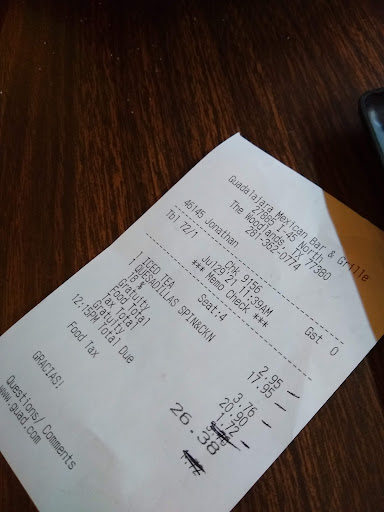 Guadalajara Mexican Bar & Grille
27885 I-45 North
The Woodlands, TX 77380
281-362-0774
46145 Jonathan
Tbl 72/1 Chk 9156 Gst 0
Jul29'21 11:39AM
*** Memo Check ***
Seat:4
1 ICED TEA 2.95
1 QUESADILLAS SPIN&CKN 17.95
18 %
Gratuity 3.76
Food Total 20.90
Tax Total 1.72
Gratuity
12:15PM Total Due 26.38
Food Tax
GRACIAS!
Questions/ Comments
www.guad.com